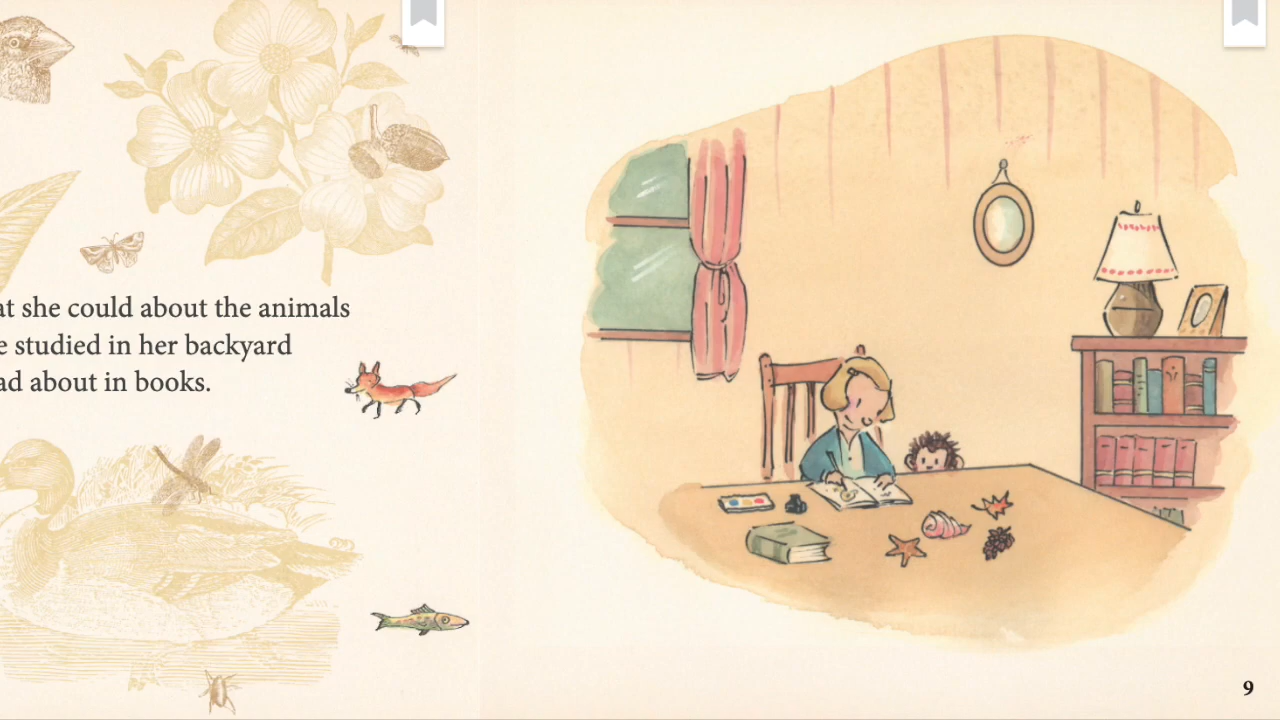 at she could about the animals
e studied in her backyard
ad about in books.
9